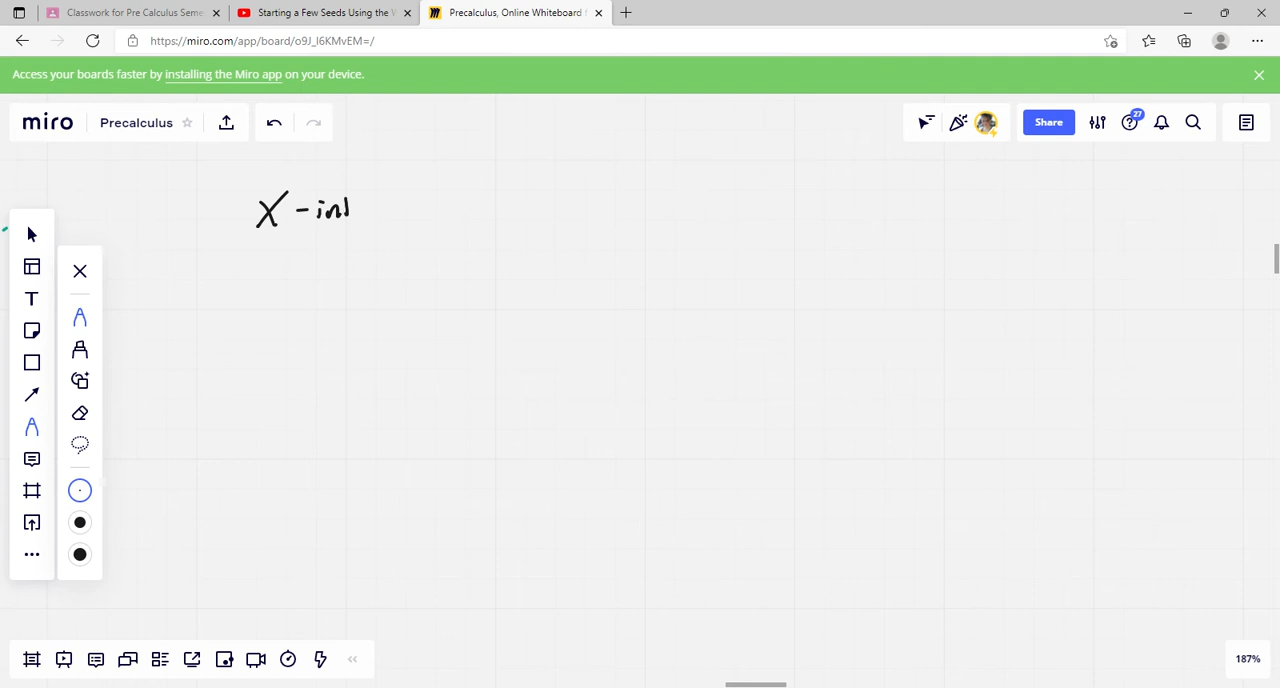 Classwork for Pre Calculus Seme
Starting a Few Seeds Using the W
Precalculus, Online Whiteboard f
https://miro.com/app/board/o9J_l6KMvEM=/
Access your boards faster by installing the Miro app on your device.
miro Precalculus Share 27
X - int
T
187%